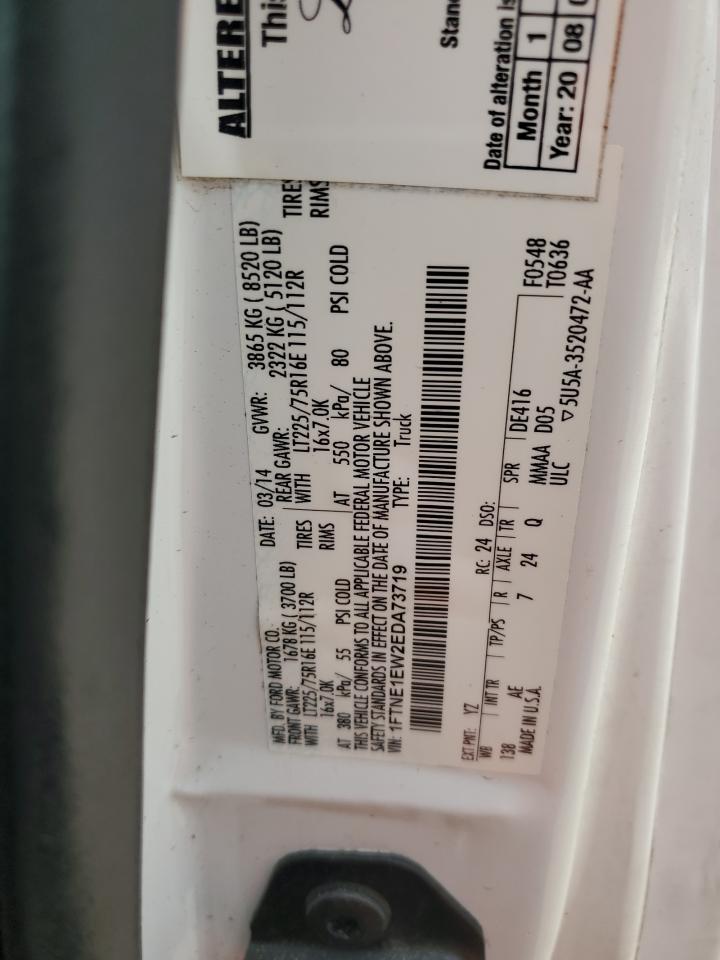 ALTERE
This
Stand
Date of alteration is
Month 1
Year: 20 08
MFD. BY FORD MOTOR CO.
DATE: 03/14 GVWR: 3865 KG ( 8520 LB)
FRONT GAWR: 1678 KG ( 3700 LB) REAR GAWR: 2322 KG ( 5120 LB)
WITH LT225/75R16E 115/112R TIRES WITH LT225/75R16E 115/112R TIRES
16x7.0K RIMS 16x7.0K RIMS
AT 380 kPa/ 55 PSI COLD AT 550 kPa/ 80 PSI COLD
THIS VEHICLE CONFORMS TO ALL APPLICABLE FEDERAL MOTOR VEHICLE
SAFETY STANDARDS IN EFFECT ON THE DATE OF MANUFACTURE SHOWN ABOVE.
VIN: 1FTNE1EW2EDA73719 TYPE: Truck
F0548
T0636
EXT PNT: YZ RC: 24 DSO:
WB INT TR TP/PS R AXLE TR SPR DE416
138 AE 7 24 Q MMAA D05
MADE IN U.S.A. ULC ▽5U5A-3520472-AA